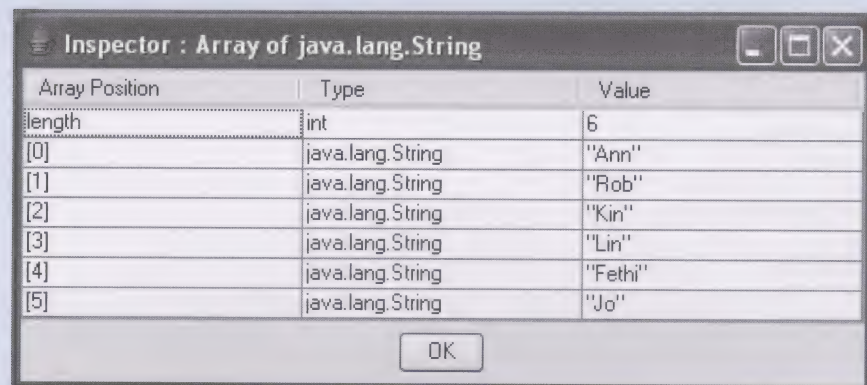 Inspector : Array of java.lang.String
Array Position Type Value
length int 6
[0] java.lang.String "Ann"
[1] java.lang.String "Rob"
[2] java.lang.String "Kin"
[3] java.lang.String "Lin"
[4] java.lang.String "Fethi"
[5] java.lang.String "Jo"
OK